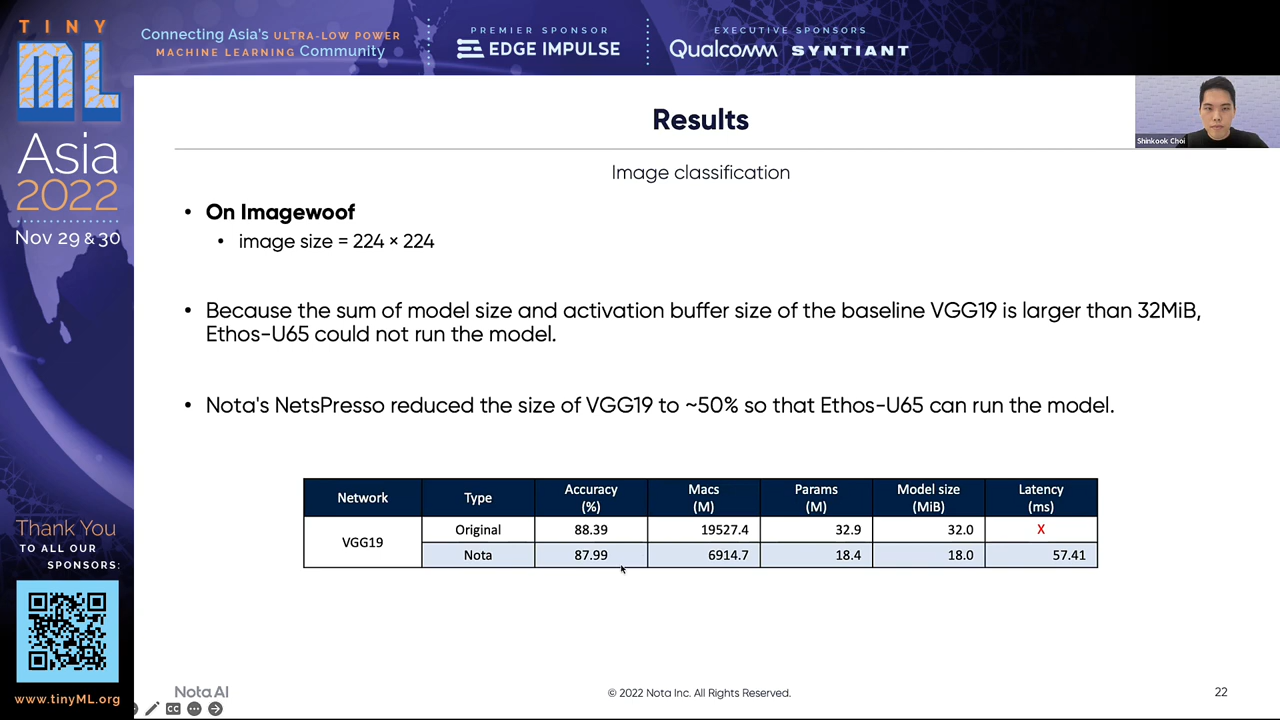 TINY
ML
Asia
2022
Nov 29 & 30
Connecting Asia's ULTRA-LOW POWER
MACHINE LEARNING Community
PREMIER SPONSOR
EDGE IMPULSE
EXECUTIVE SPONSORS
Qualcomm SYNTIANT
Shinkook Choi
Results
Image classification
• On Imagewoof
• image size = 224 × 224
• Because the sum of model size and activation buffer size of the baseline VGG19 is larger than 32MiB,
Ethos-U65 could not run the model.
• Nota's NetsPresso reduced the size of VGG19 to ~50% so that Ethos-U65 can run the model.
Network Type Accuracy (%) Macs (M) Params (M) Model size (MiB) Latency (ms)
VGG19 Original 88.39 19527.4 32.9 32.0 X
Nota 87.99 6914.7 18.4 18.0 57.41
Thank You
TO ALL OUR
SPONSORS:
www.tinyML.org
Nota AI
CC
© 2022 Nota Inc. All Rights Reserved.
22